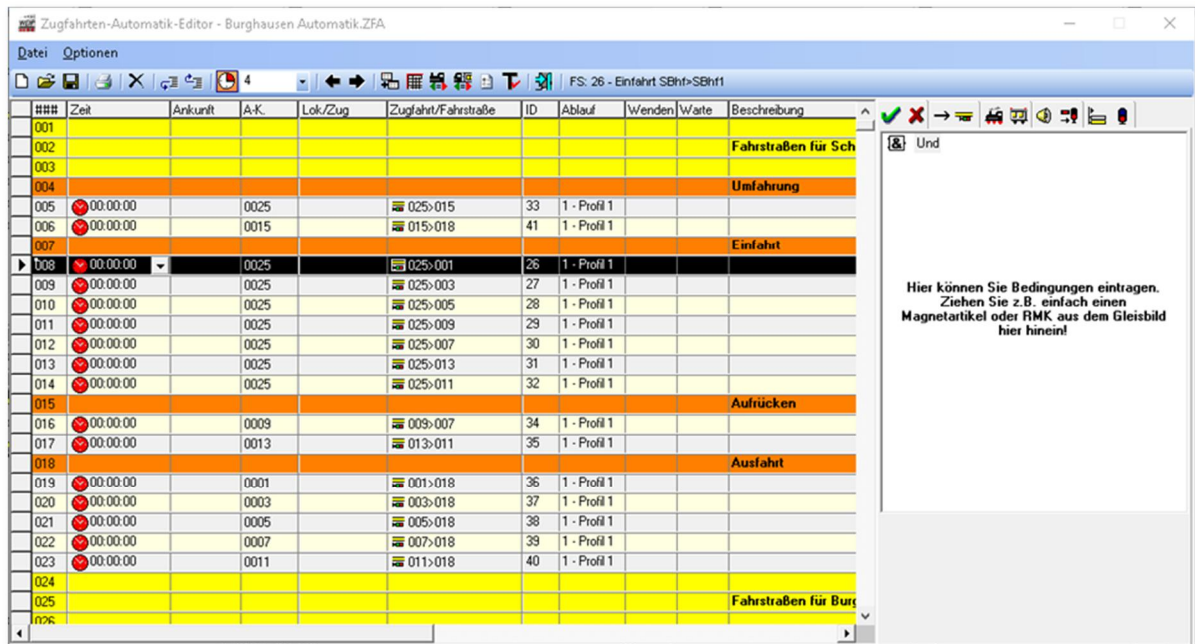 Zugfahrten-Automatik-Editor - Burghausen Automatik.ZFA
Datei Optionen
4 FS: 26 - Einfahrt SBhf>SBhf1
### Zeit Ankunft A-K. Lok/Zug Zugfahrt/Fahrstraße ID Ablauf Wenden Warte Beschreibung
001
002 Fahrstraßen für Sch
003
004 Umfahrung
005 00:00:00 0025 025>015 33 1 - Profil 1
006 00:00:00 0015 015>018 41 1 - Profil 1
007 Einfahrt
008 00:00:00 0025 025>001 26 1 - Profil 1
009 00:00:00 0025 025>003 27 1 - Profil 1
010 00:00:00 0025 025>005 28 1 - Profil 1
011 00:00:00 0025 025>009 29 1 - Profil 1
012 00:00:00 0025 025>007 30 1 - Profil 1
013 00:00:00 0025 025>013 31 1 - Profil 1
014 00:00:00 0025 025>011 32 1 - Profil 1
015 Aufrücken
016 00:00:00 0009 009>007 34 1 - Profil 1
017 00:00:00 0013 013>011 35 1 - Profil 1
018 Ausfahrt
019 00:00:00 0001 001>018 36 1 - Profil 1
020 00:00:00 0003 003>018 37 1 - Profil 1
021 00:00:00 0005 005>018 38 1 - Profil 1
022 00:00:00 0007 007>018 39 1 - Profil 1
023 00:00:00 0011 011>018 40 1 - Profil 1
024
025 Fahrstraßen für Burg
026
& Und
Hier können Sie Bedingungen eintragen.
Ziehen Sie z.B. einfach einen
Magnetartikel oder RMK aus dem Gleisbild
hier hinein!